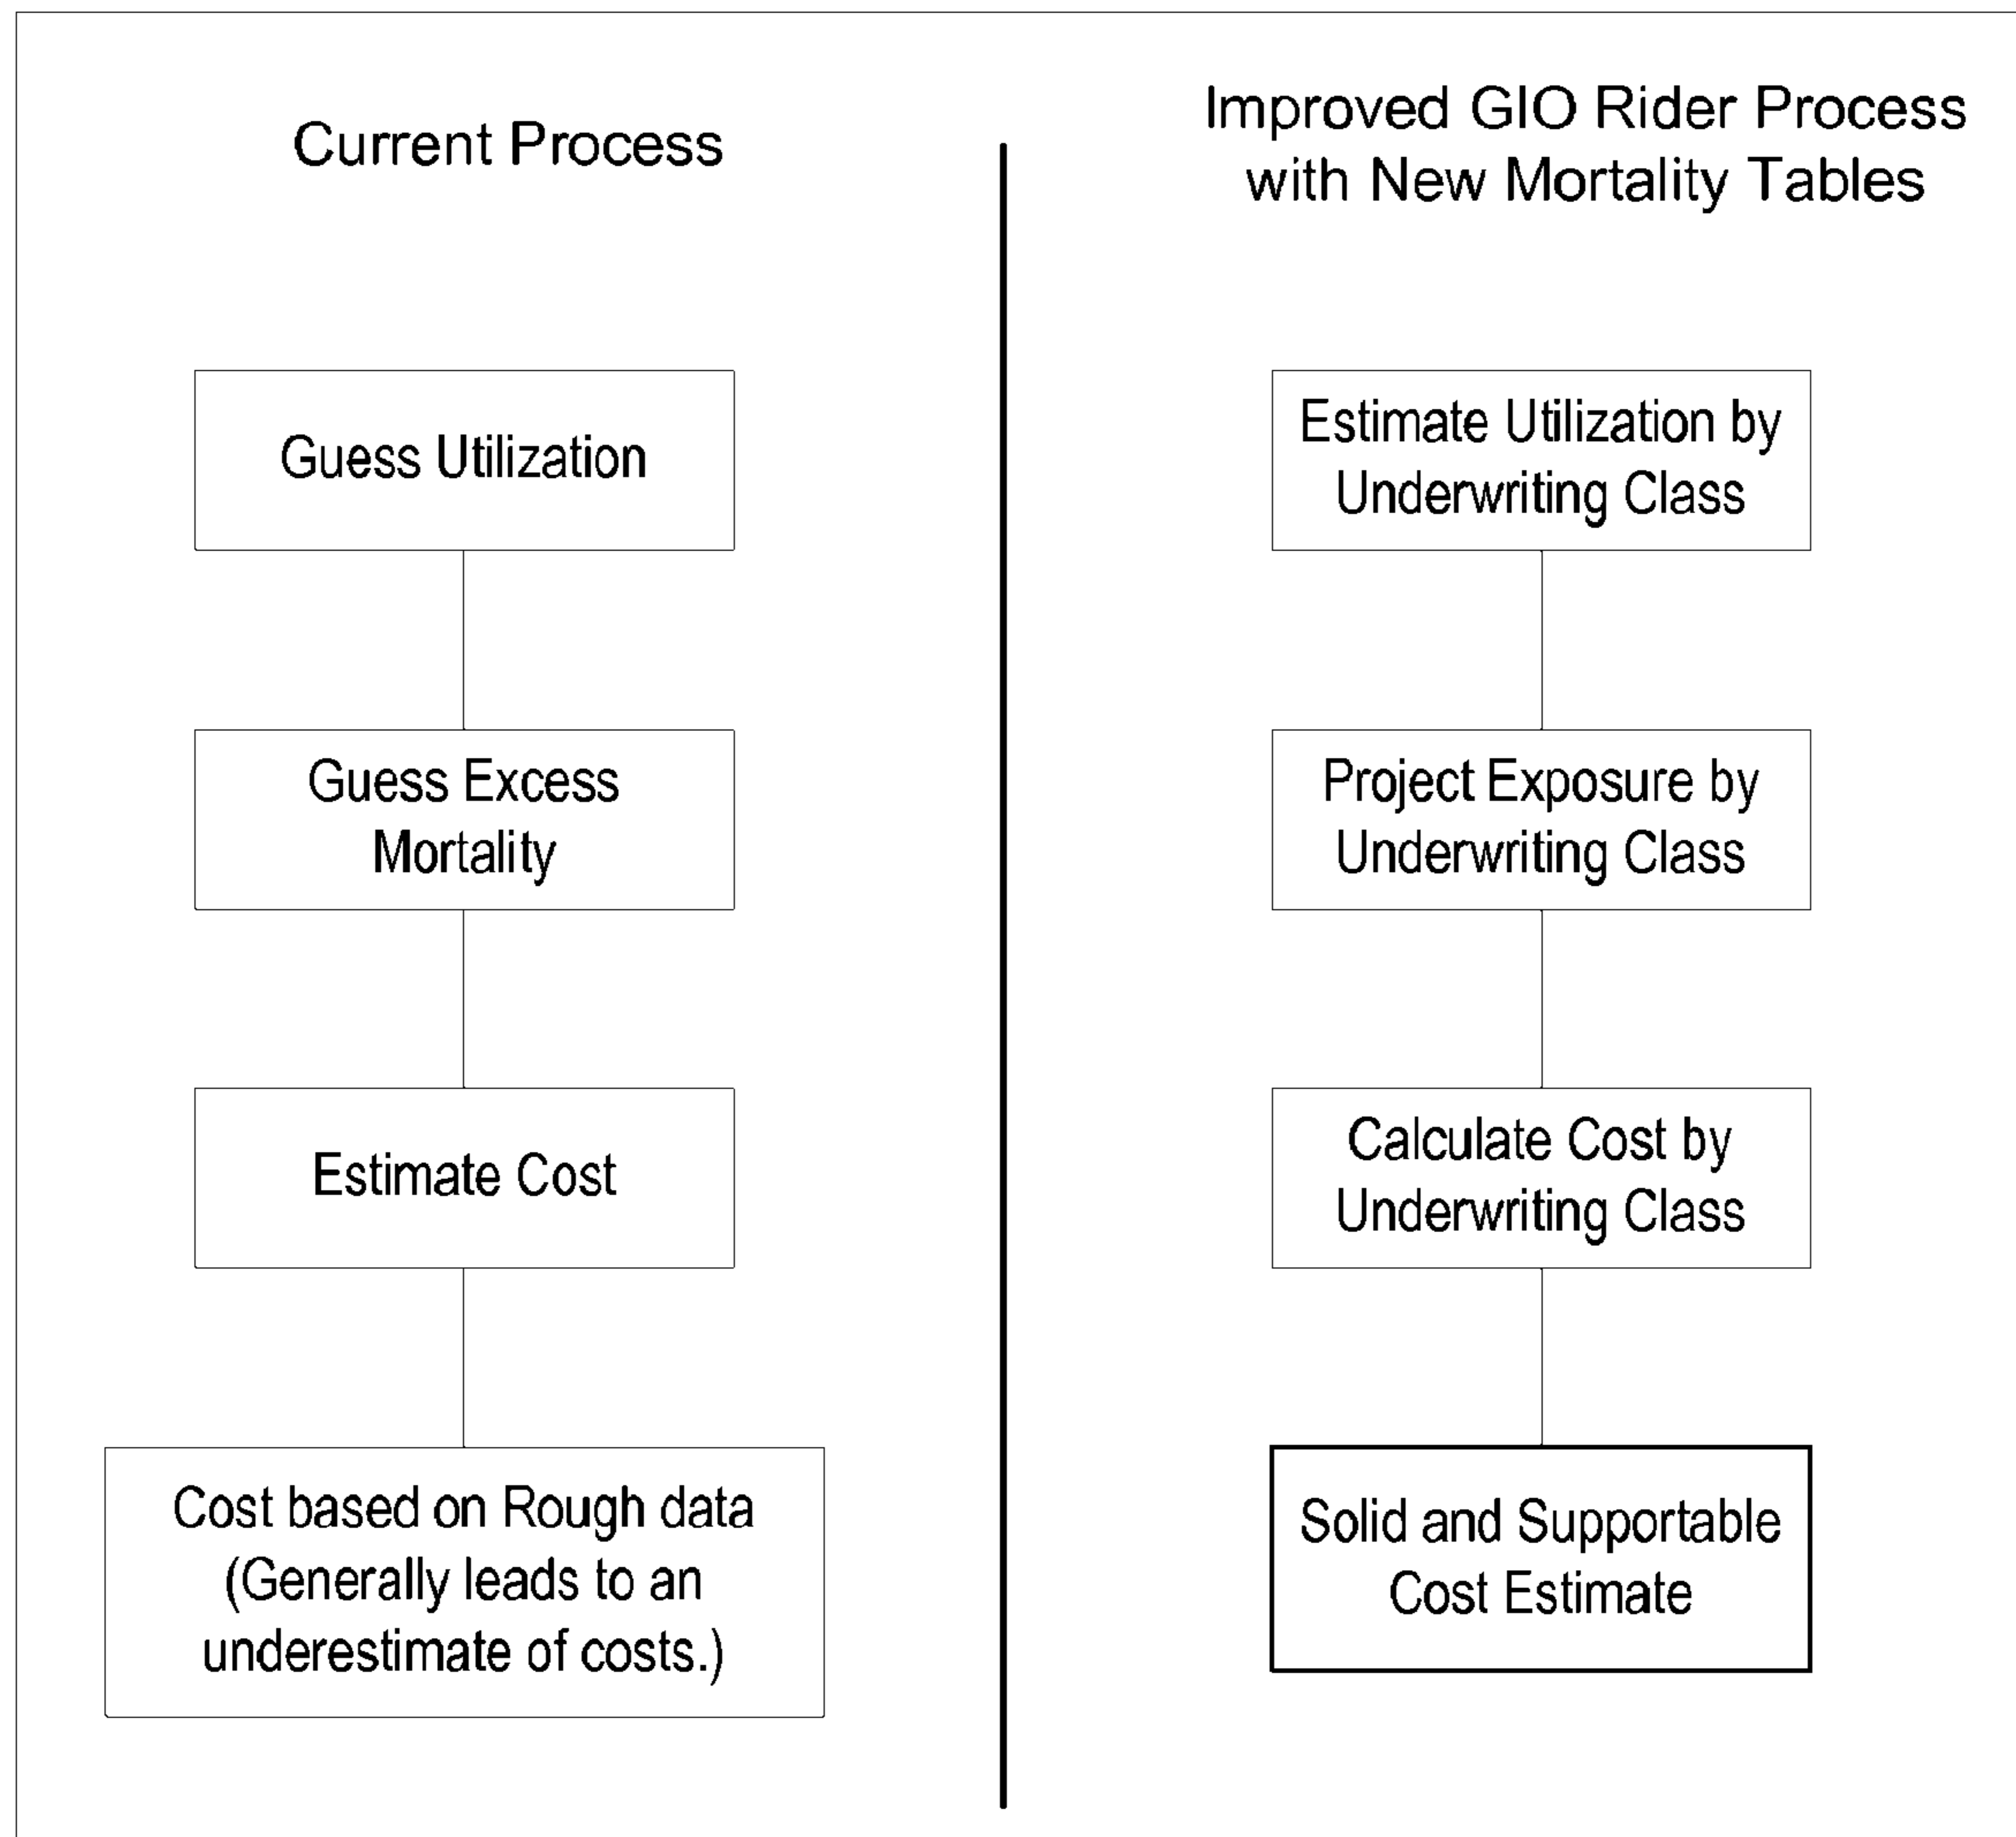 Current Process
Guess Utilization
Guess Excess
Mortality
Estimate Cost
Cost based on Rough data
(Generally leads to an
underestimate of costs.)
Improved GIO Rider Process
with New Mortality Tables
Estimate Utilization by
Underwriting Class
Project Exposure by
Underwriting Class
Calculate Cost by
Underwriting Class
Solid and Supportable
Cost Estimate